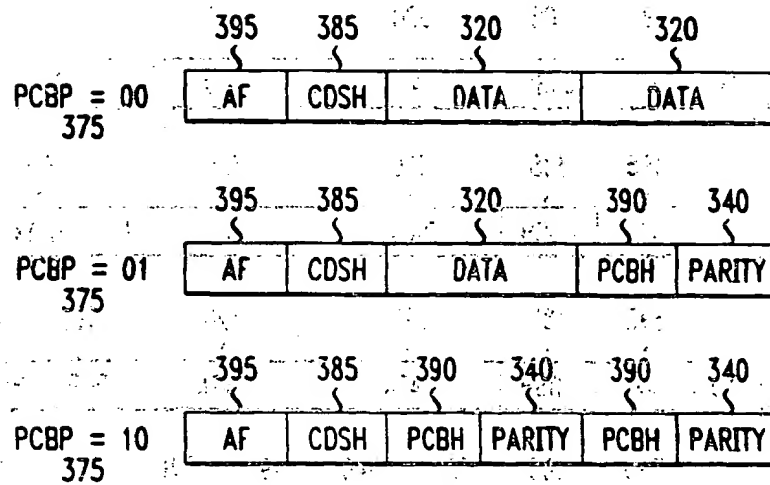 395 385 320 320
PCBP = 00 AF CDSH DATA DATA
375
395 385 320 390 340
PCBP = 01 AF CDSH DATA PCBH PARITY
375
395 385 390 340 390 340
PCBP = 10 AF CDSH PCBH PARITY PCBH PARITY
375